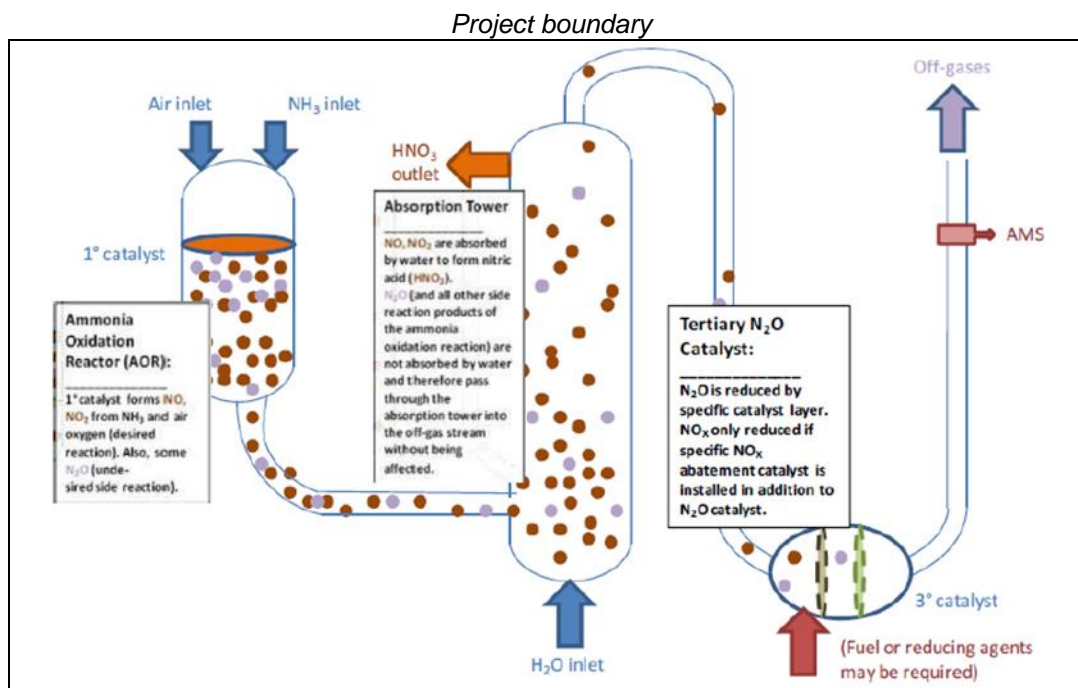 Project boundary
Air inlet
NH3 inlet
Off-gases
HNO3
outlet
1° catalyst
AMS
Absorption Tower
NO, NO2 are absorbed
by water to form nitric
acid (HNO3).
N2O (and all other side
reaction products of
the ammonia
oxidation reaction) are
not absorbed by water
and therefore pass
through the
absorption tower into
the off-gas stream
without being
affected.
Ammonia
Oxidation
Reactor (AOR):
1° catalyst forms NO,
NO2 from NH3 and air
oxygen (desired
reaction). Also, some
N2O (unde-
sired side reaction).
Tertiary N2O
Catalyst:
N2O is reduced by
specific catalyst layer.
NOX only reduced if
specific NOX
abatement catalyst is
installed in addition to
N2O catalyst.
3° catalyst
H2O inlet
(Fuel or reducing agents
may be required)